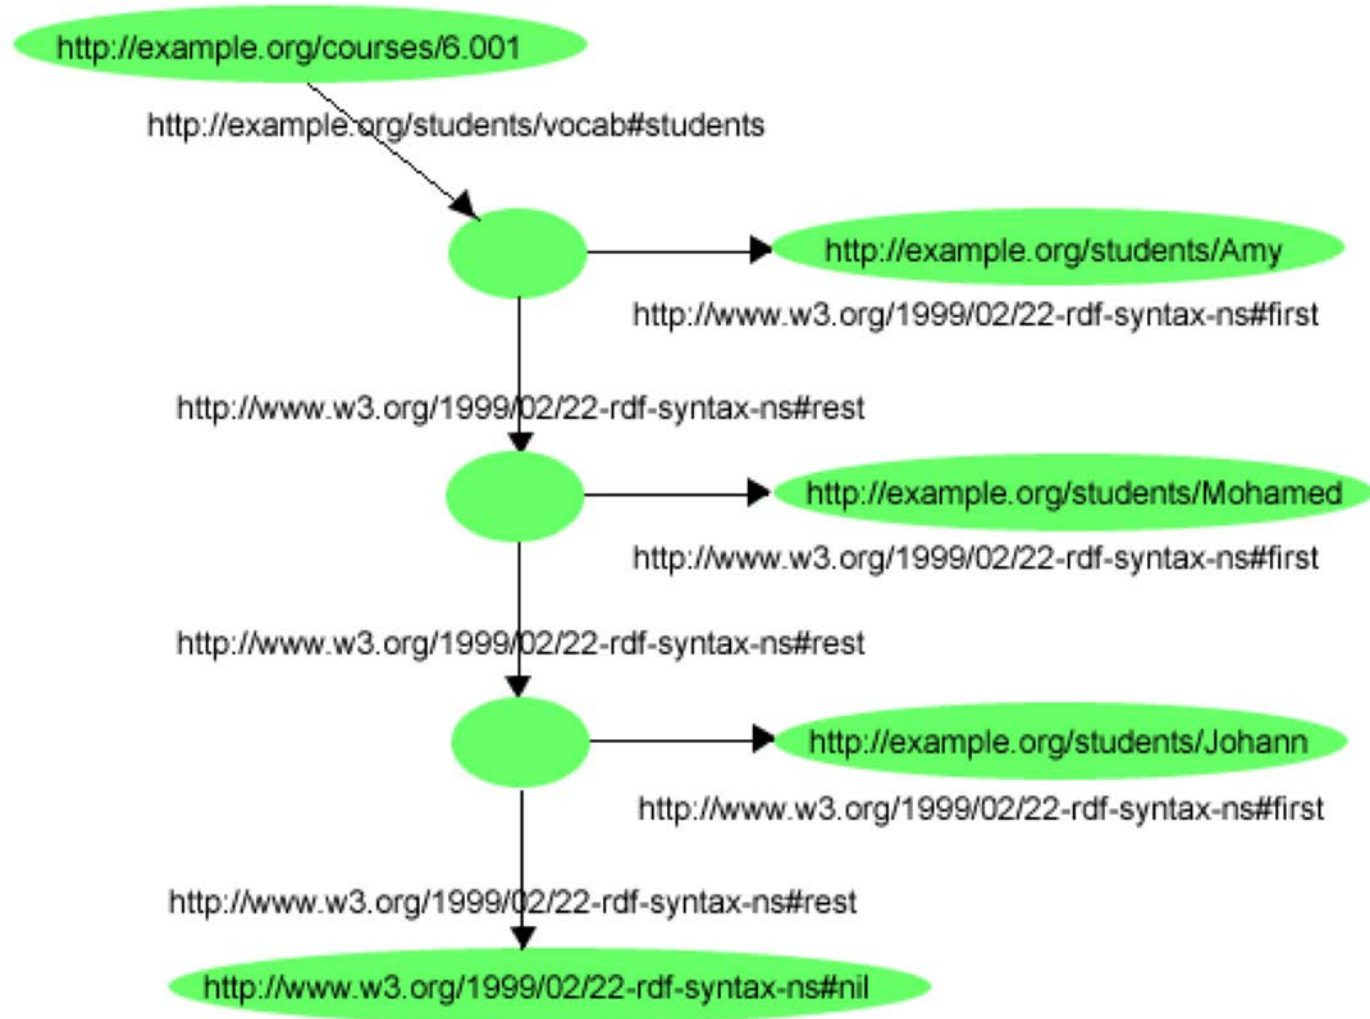 http://example.org/courses/6.001
http://example.org/students/vocab#students
http://example.org/students/Amy
http://www.w3.org/1999/02/22-rdf-syntax-ns#first
http://www.w3.org/1999/02/22-rdf-syntax-ns#rest
http://example.org/students/Mohamed
http://www.w3.org/1999/02/22-rdf-syntax-ns#first
http://www.w3.org/1999/02/22-rdf-syntax-ns#rest
http://example.org/students/Johann
http://www.w3.org/1999/02/22-rdf-syntax-ns#first
http://www.w3.org/1999/02/22-rdf-syntax-ns#rest
http://www.w3.org/1999/02/22-rdf-syntax-ns#nil